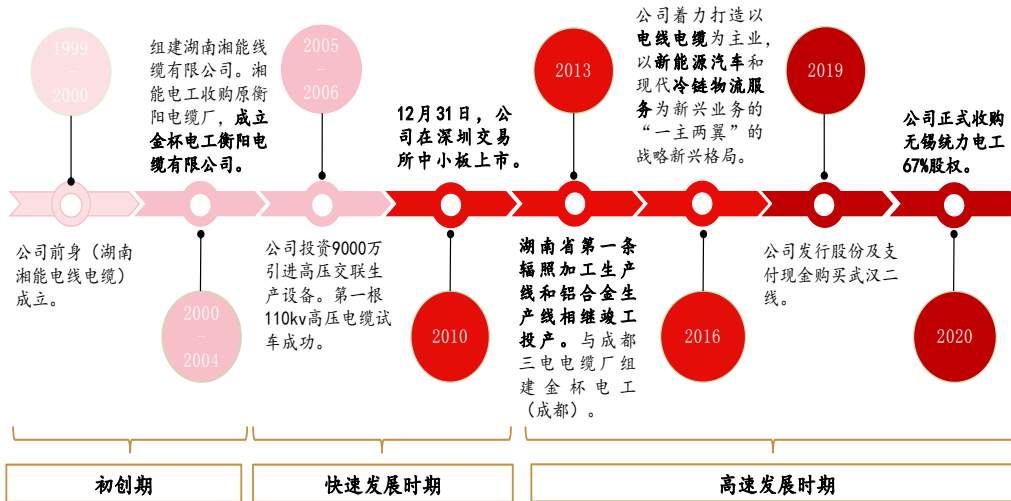 1999
–
2000
公司前身（湖南
湘能电线电缆）
成立。
组建湖南湘能线
缆有限公司。湘
能电工收购原衡
阳电缆厂，成立
金杯电工衡阳电
缆有限公司。
2000
–
2004
2005
–
2006
公司投资9000万
引进高压交联生
产设备。第一根
110kv高压电缆试
车成功。
12月31日，公
司在深圳交易
所中小板上市。
2010
2013
湖南省第一条
辐照加工生产
线和铝合金生
产线相继竣工
投产。与成都
三电电缆厂组
建金杯电工
（成都）。
公司着力打造以
电线电缆为主业，
以新能源汽车和
现代冷链物流服
务为新兴业务的
“一主两翼”的
战略新兴格局。
2016
2019
公司发行股份及支
付现金购买武汉二
线。
公司正式收购
无锡统力电工
67%股权。
2020
初创期
快速发展时期
高速发展时期